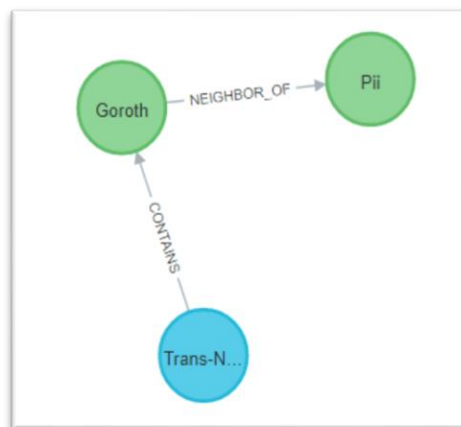 Goroth
NEIGHBOR_OF
Pii
CONTAINS
Trans-N...